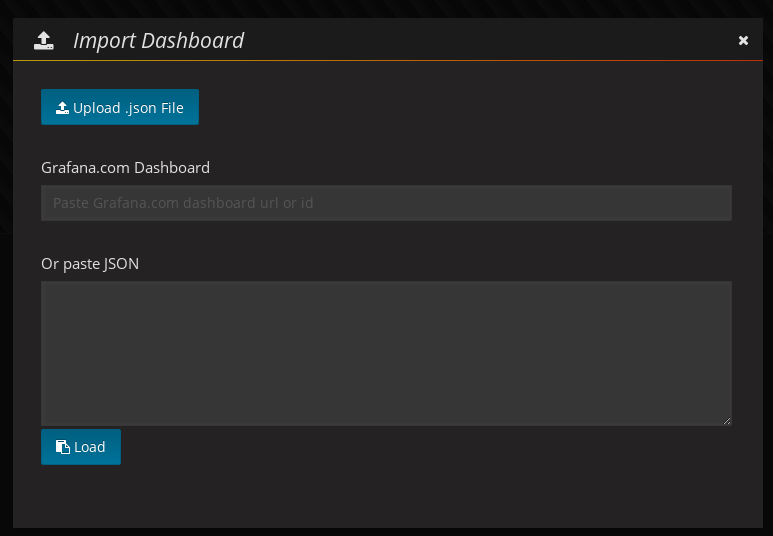 Import Dashboard
Upload .json File
Grafana.com Dashboard
Paste Grafana.com dashboard url or id
Or paste JSON
Load